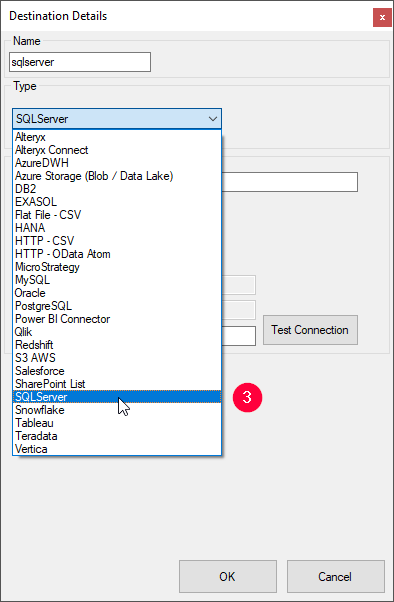 Destination Details
x
Name
sqlserver
Type
SQLServer
Alteryx
Alteryx Connect
AzureDWH
Azure Storage (Blob / Data Lake)
DB2
EXASOL
Flat File - CSV
HANA
HTTP - CSV
HTTP - OData Atom
MicroStrategy
MySQL
Oracle
PostgreSQL
Power BI Connector
Qlik
Redshift
S3 AWS
Salesforce
SharePoint List
SQLServer
Snowflake
Tableau
Teradata
Vertica
Test Connection
3
OK
Cancel